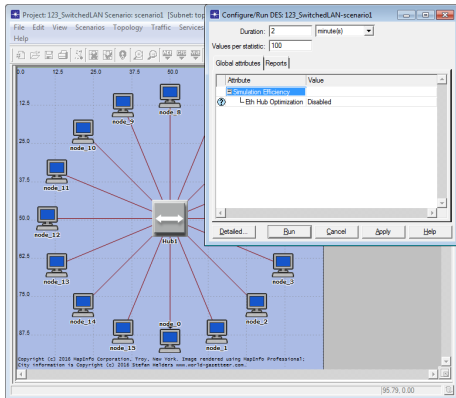 Project: 123_SwitchedLAN Scenario: scenario1 [Subnet: top
File Edit View Scenarios Topology Traffic Services
Help
0.0 12.5 25.0 37.5 50.0
12.5
25.0
37.5
50.0
62.5
75.0
87.5
node_8
node_9
node_10
node_11
node_12
Hub1
node_13
node_3
node_14
node_2
node_0
node_15
node_1
Copyright (c) 2016 MapInfo Corporation, Troy, New York. Image rendered using MapInfo Professional;
City information is Copyright (c) 2016 Stefan Helders www.world-gazetteer.com.
95.79, 0.00
Configure/Run DES: 123_SwitchedLAN-scenario1
Duration: 2 minute(s)
Values per statistic: 100
Global attributes Reports
Attribute Value
Simulation Efficiency
Eth Hub Optimization Disabled
Detailed... Run Cancel Apply Help